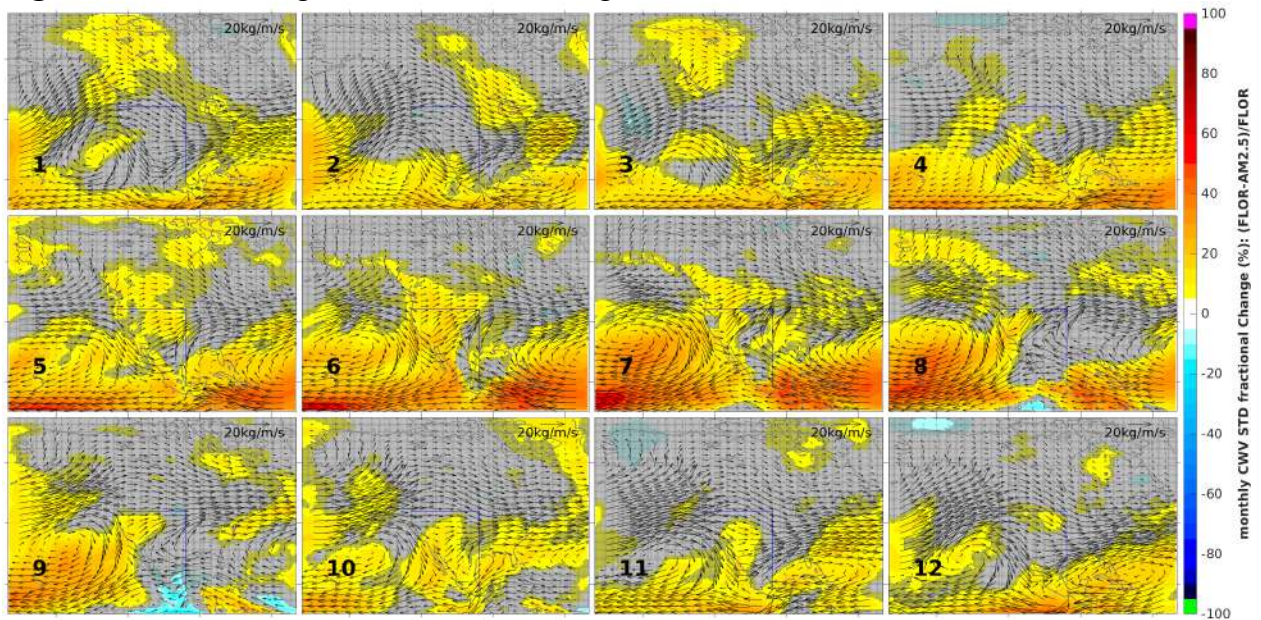 20kg/m/s 20kg/m/s 20kg/m/s 20kg/m/s
1 2 3 4
20kg/m/s 20kg/m/s 20kg/m/s 20kg/m/s
5 6 7 8
20kg/m/s 20kg/m/s 20kg/m/s 20kg/m/s
9 10 11 12
100
80
60
40
20
0
-20
-40
-60
-80
-100
monthly CWV STD fractional Change (%): (FLOR-AM2.5)/FLOR